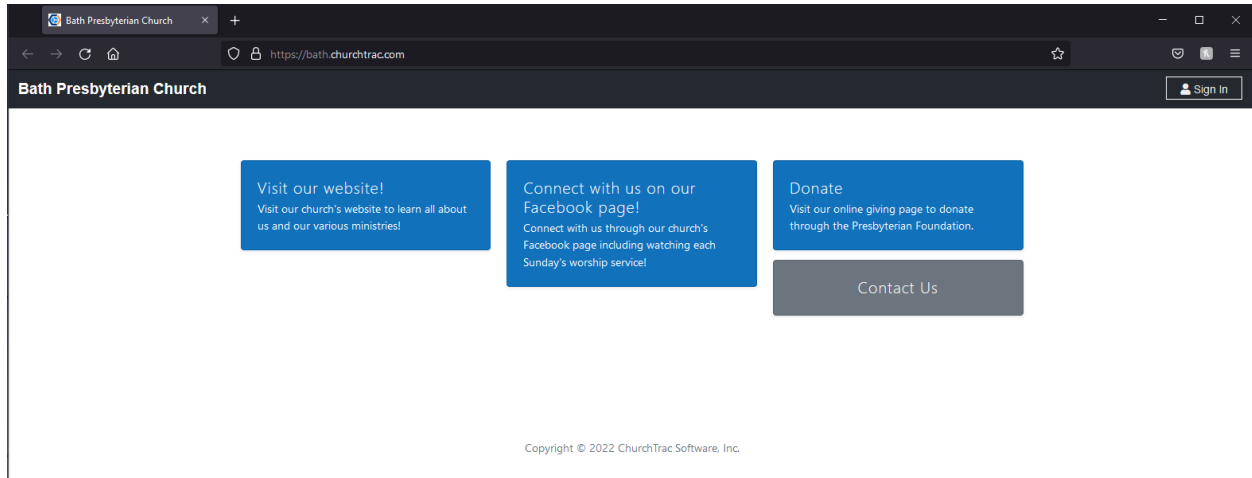 Bath Presbyterian Church
https://bath.churchtrac.com
Bath Presbyterian Church
Sign In
Visit our website!
Visit our church's website to learn all about
us and our various ministries!
Connect with us on our
Facebook page!
Connect with us through our church's
Facebook page including watching each
Sunday's worship service!
Donate
Visit our online giving page to donate
through the Presbyterian Foundation.
Contact Us
Copyright © 2022 ChurchTrac Software, Inc.